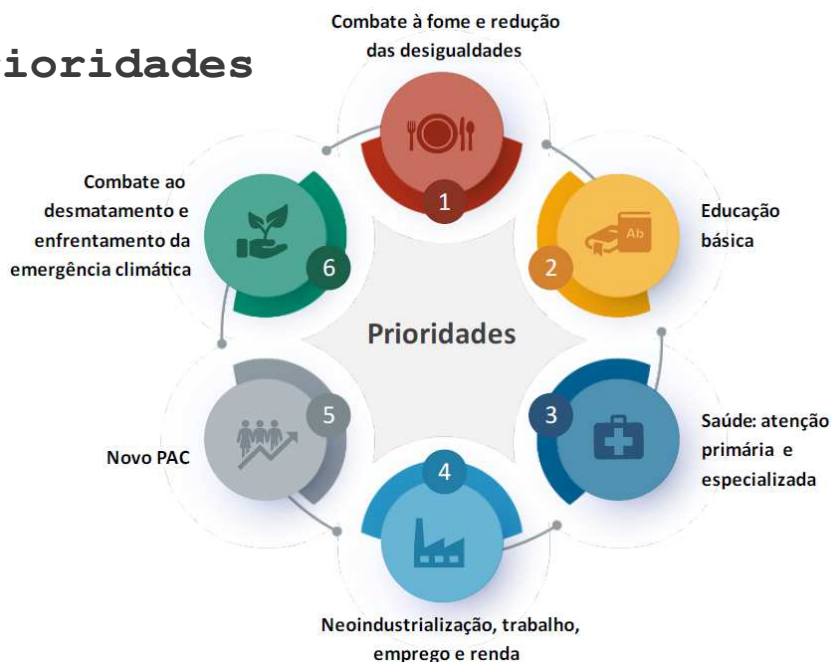 ioridades
Combate à fome e redução
das desigualdades
1
Educação
básica
2
Saúde: atenção
primária e
especializada
3
Neoindustrialização, trabalho,
emprego e renda
4
Novo PAC
5
Combate ao
desmatamento e
enfrentamento da
emergência climática
6
Prioridades
Ab